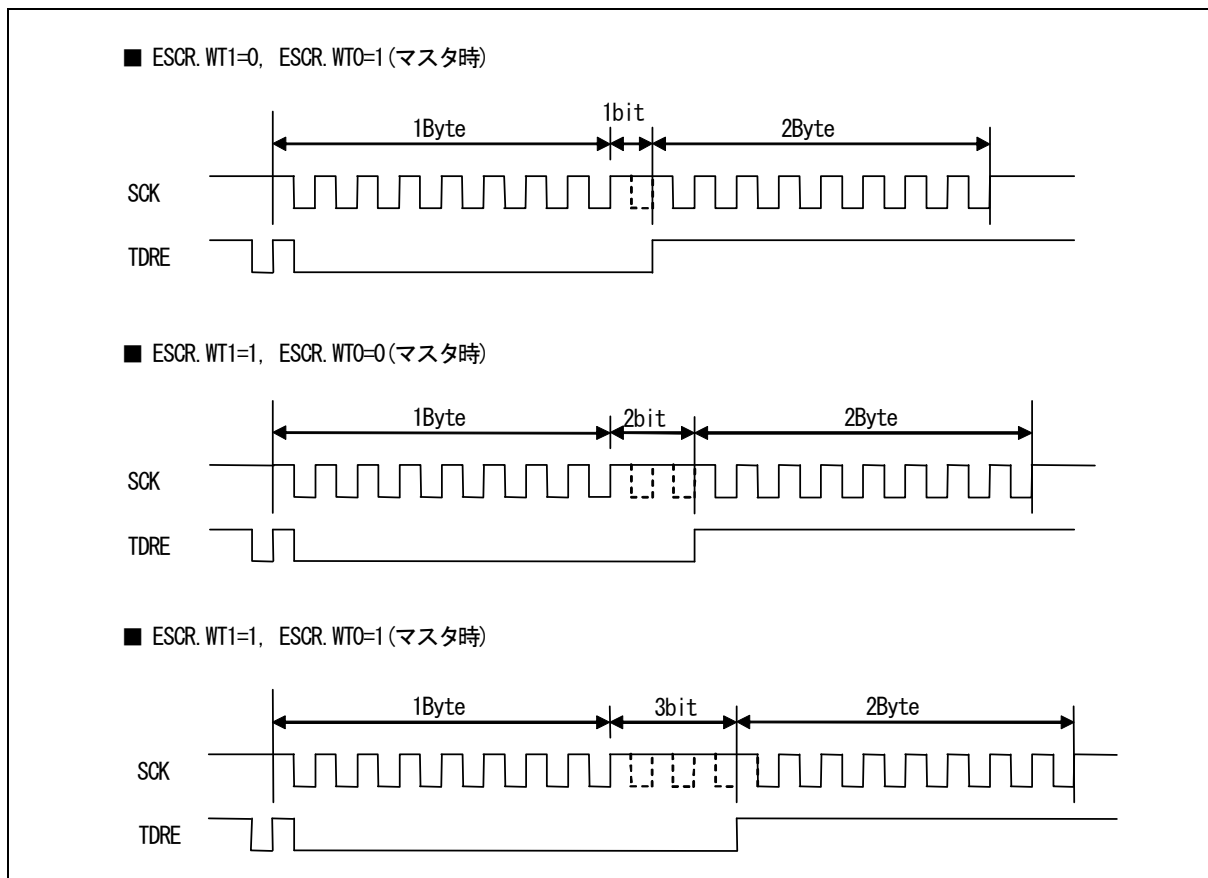 ■ ESCR.WT1=0, ESCR.WT0=1(マスタ時)
1Byte
1bit
2Byte
SCK
TDRE
■ ESCR.WT1=1, ESCR.WT0=0(マスタ時)
1Byte
2bit
2Byte
SCK
TDRE
■ ESCR.WT1=1, ESCR.WT0=1(マスタ時)
1Byte
3bit
2Byte
SCK
TDRE